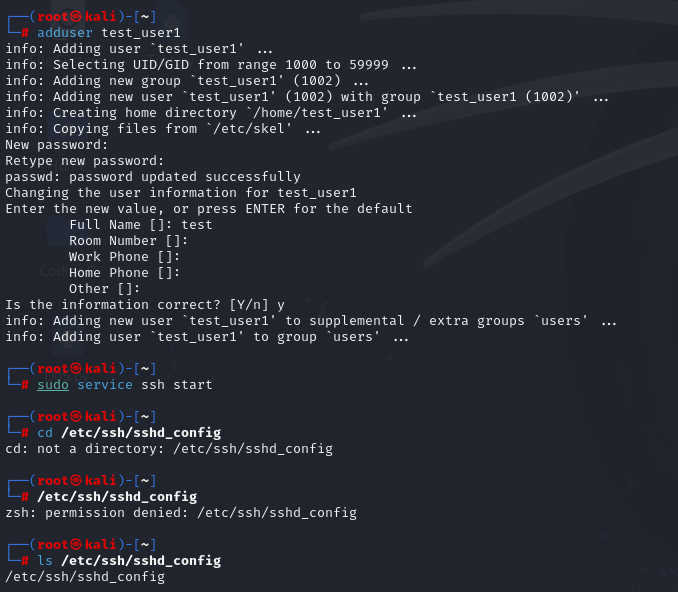 ┌──(root㉿kali)-[~]
└─# adduser test_user1
info: Adding user `test_user1' ...
info: Selecting UID/GID from range 1000 to 59999 ...
info: Adding new group `test_user1' (1002) ...
info: Adding new user `test_user1' (1002) with group `test_user1 (1002)' ...
info: Creating home directory `/home/test_user1' ...
info: Copying files from `/etc/skel' ...
New password:
Retype new password:
passwd: password updated successfully
Changing the user information for test_user1
Enter the new value, or press ENTER for the default
        Full Name []: test
        Room Number []:
        Work Phone []:
        Home Phone []:
        Other []:
Is the information correct? [Y/n] y
info: Adding new user `test_user1' to supplemental / extra groups `users' ...
info: Adding user `test_user1' to group `users' ...

┌──(root㉿kali)-[~]
└─# sudo service ssh start

┌──(root㉿kali)-[~]
└─# cd /etc/ssh/sshd_config
cd: not a directory: /etc/ssh/sshd_config

┌──(root㉿kali)-[~]
└─# /etc/ssh/sshd_config
zsh: permission denied: /etc/ssh/sshd_config

┌──(root㉿kali)-[~]
└─# ls /etc/ssh/sshd_config
/etc/ssh/sshd_config